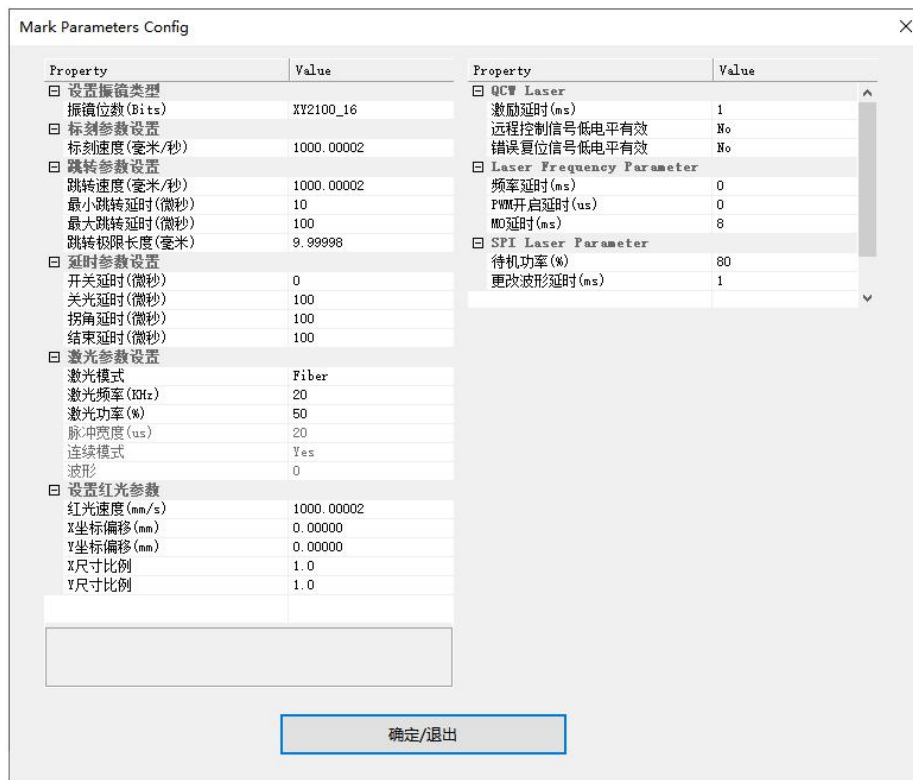 Mark Parameters Config
Property Value
设置振镜类型
振镜位数(Bits) XY2100_16
标刻参数设置
标刻速度(毫米/秒) 1000.00002
跳转参数设置
跳转速度(毫米/秒) 1000.00002
最小跳转延时(微秒) 10
最大跳转延时(微秒) 100
跳转极限长度(毫米) 9.99998
延时参数设置
开关延时(微秒) 0
关光延时(微秒) 100
拐角延时(微秒) 100
结束延时(微秒) 100
激光参数设置
激光模式 Fiber
激光频率(KHz) 20
激光功率(%) 50
脉冲宽度(us) 20
连续模式 Yes
波形 0
设置红光参数
红光速度(mm/s) 1000.00002
X坐标偏移(mm) 0.00000
Y坐标偏移(mm) 0.00000
X尺寸比例 1.0
Y尺寸比例 1.0
Property Value
QCW Laser
激励延时(ms) 1
远程控制信号低电平有效 No
错误复位信号低电平有效 No
Laser Frequency Parameter
频率延时(ms) 0
PWM开启延时(us) 0
MO延时(ms) 8
SPI Laser Parameter
待机功率(%) 80
更改波形延时(ms) 1
确定/退出